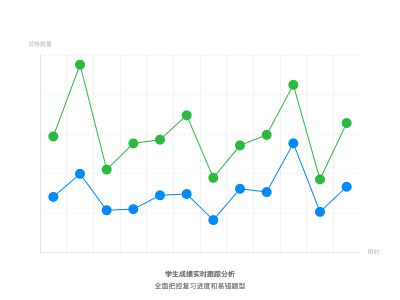 试卷数量
用时
学生成绩实时跟踪分析
全面把控复习进度和易错题型